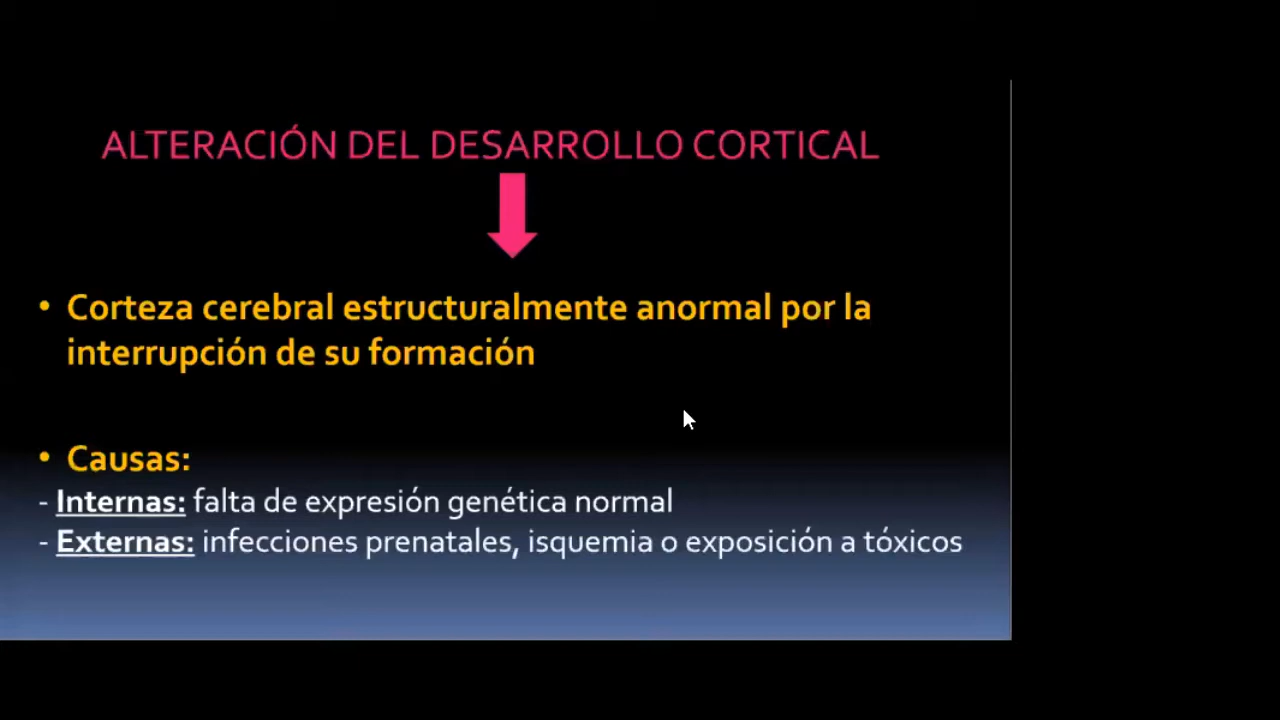 ALTERACIÓN DEL DESARROLLO CORTICAL
• Corteza cerebral estructuralmente anormal por la
interrupción de su formación
• Causas:
- Internas: falta de expresión genética normal
- Externas: infecciones prenatales, isquemia o exposición a tóxicos